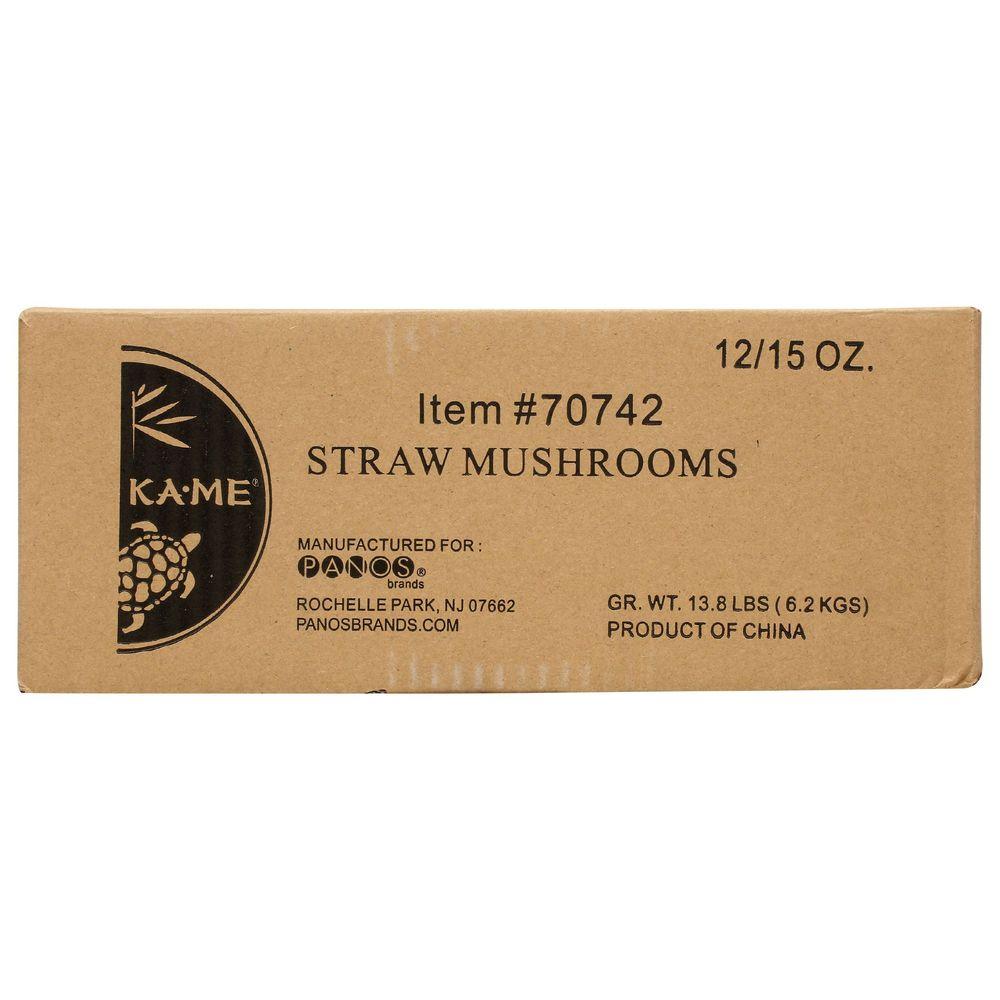 12/15 OZ.
Item #70742
STRAW MUSHROOMS
KA·ME®
MANUFACTURED FOR :
PANOS®
brands
ROCHELLE PARK, NJ 07662
PANOSBRANDS.COM
GR. WT. 13.8 LBS ( 6.2 KGS)
PRODUCT OF CHINA